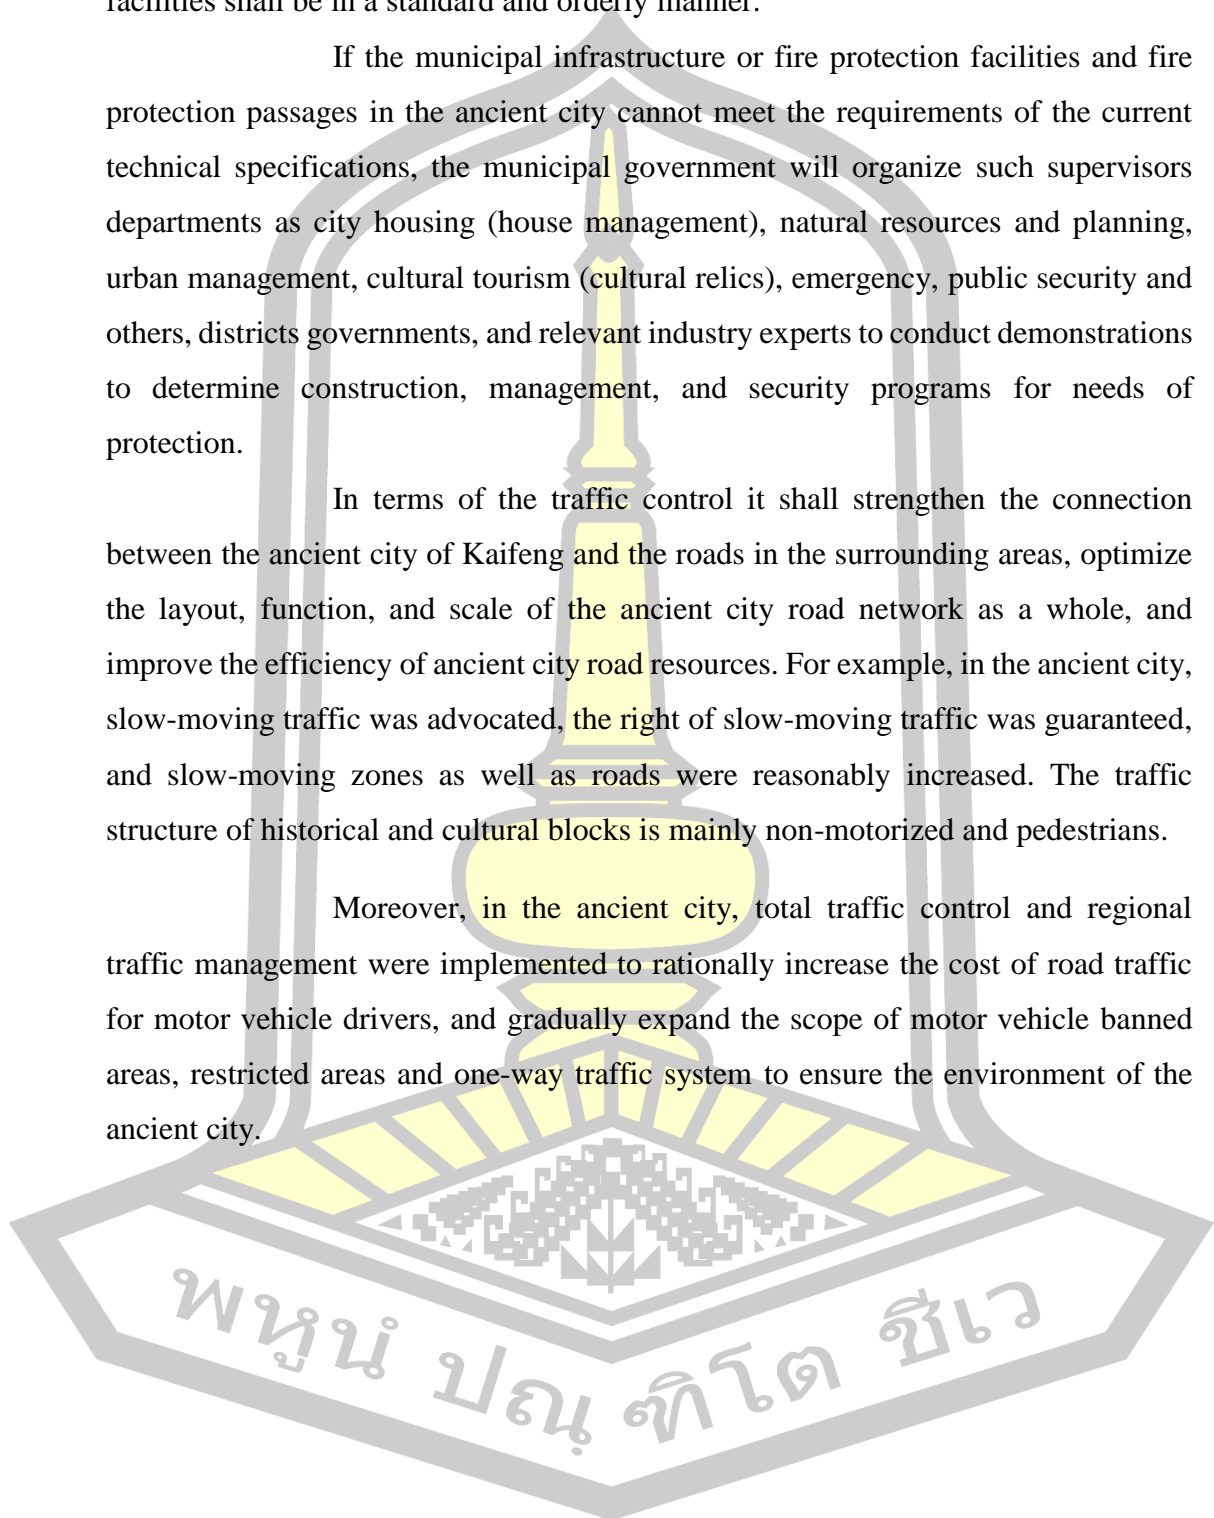 facilities shall be in a standard and orderly manner.
If the municipal infrastructure or fire protection facilities and fire
protection passages in the ancient city cannot meet the requirements of the current
technical specifications, the municipal government will organize such supervisors
departments as city housing (house management), natural resources and planning,
urban management, cultural tourism (cultural relics), emergency, public security and
others, districts governments, and relevant industry experts to conduct demonstrations
to determine construction, management, and security programs for needs of
protection.
In terms of the traffic control it shall strengthen the connection
between the ancient city of Kaifeng and the roads in the surrounding areas, optimize
the layout, function, and scale of the ancient city road network as a whole, and
improve the efficiency of ancient city road resources. For example, in the ancient city,
slow-moving traffic was advocated, the right of slow-moving traffic was guaranteed,
and slow-moving zones as well as roads were reasonably increased. The traffic
structure of historical and cultural blocks is mainly non-motorized and pedestrians.
Moreover, in the ancient city, total traffic control and regional
traffic management were implemented to rationally increase the cost of road traffic
for motor vehicle drivers, and gradually expand the scope of motor vehicle banned
areas, restricted areas and one-way traffic system to ensure the environment of the
ancient city.
พหูนํ ปณฺฑิโต ชีเว